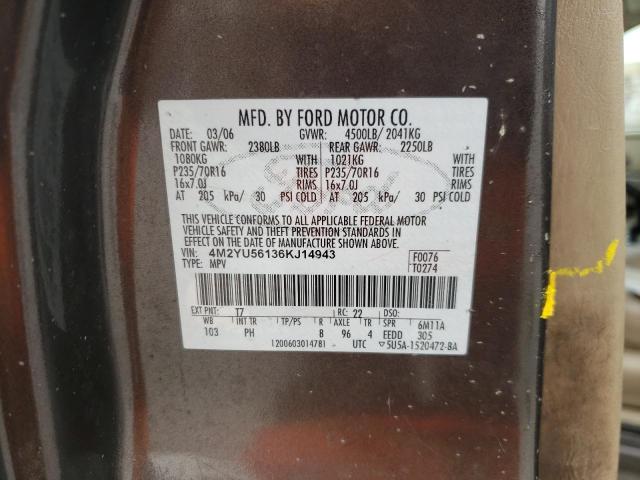 MFD. BY FORD MOTOR CO.
DATE: 03/06 GVWR: 4500LB/ 2041KG
FRONT GAWR: 2380LB REAR GAWR: 2250LB
1080KG WITH 1021KG WITH
P235/70R16 TIRES P235/70R16 TIRES
16x7.0J RIMS 16x7.0J RIMS
AT 205 kPa/ 30 PSI COLD AT 205 kPa/ 30 PSI COLD
THIS VEHICLE CONFORMS TO ALL APPLICABLE FEDERAL MOTOR
VEHICLE SAFETY AND THEFT PREVENTION STANDARDS IN
EFFECT ON THE DATE OF MANUFACTURE SHOWN ABOVE.
VIN: 4M2YU56136KJ14943 F0076
TYPE: MPV T0274
EXT PNT: T7 RC: 22 DSO:
WB INT TR TP/PS R AXLE TR SPR 6M11A
103 PH 8 96 4 EEDD 305
1200603014781 UTC ▽5U5A-1520472-BA